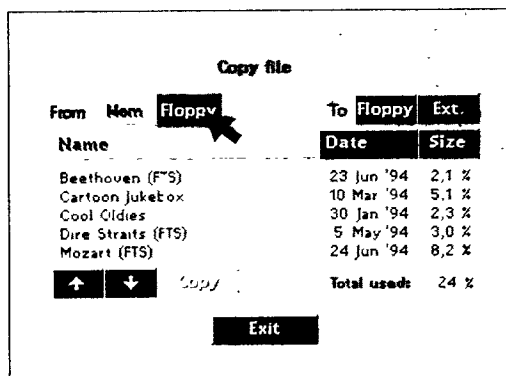 Copy file
From Mem Floppy To Floppy Ext.
Name Date Size
Beethoven (FTS) 23 Jun '94 2,1 %
Cartoon Jukebox 10 Mar '94 5,1 %
Cool Oldies 30 Jan '94 2,3 %
Dire Straits (FTS) 5 May '94 3,0 %
Mozart (FTS) 24 Jun '94 8,2 %
Copy Total used: 24 %
Exit